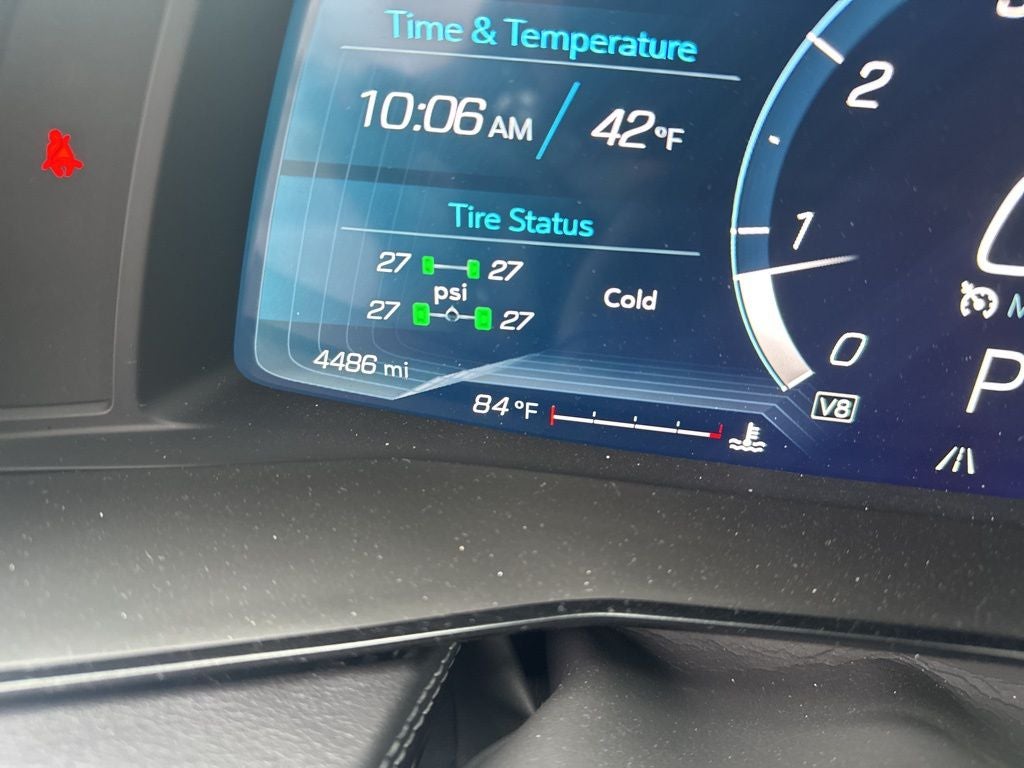 Time & Temperature
10:06 AM / 42°F
Tire Status
27 27
psi
Cold
27 27
4486 mi
84 °F
2
1
0
V8
P